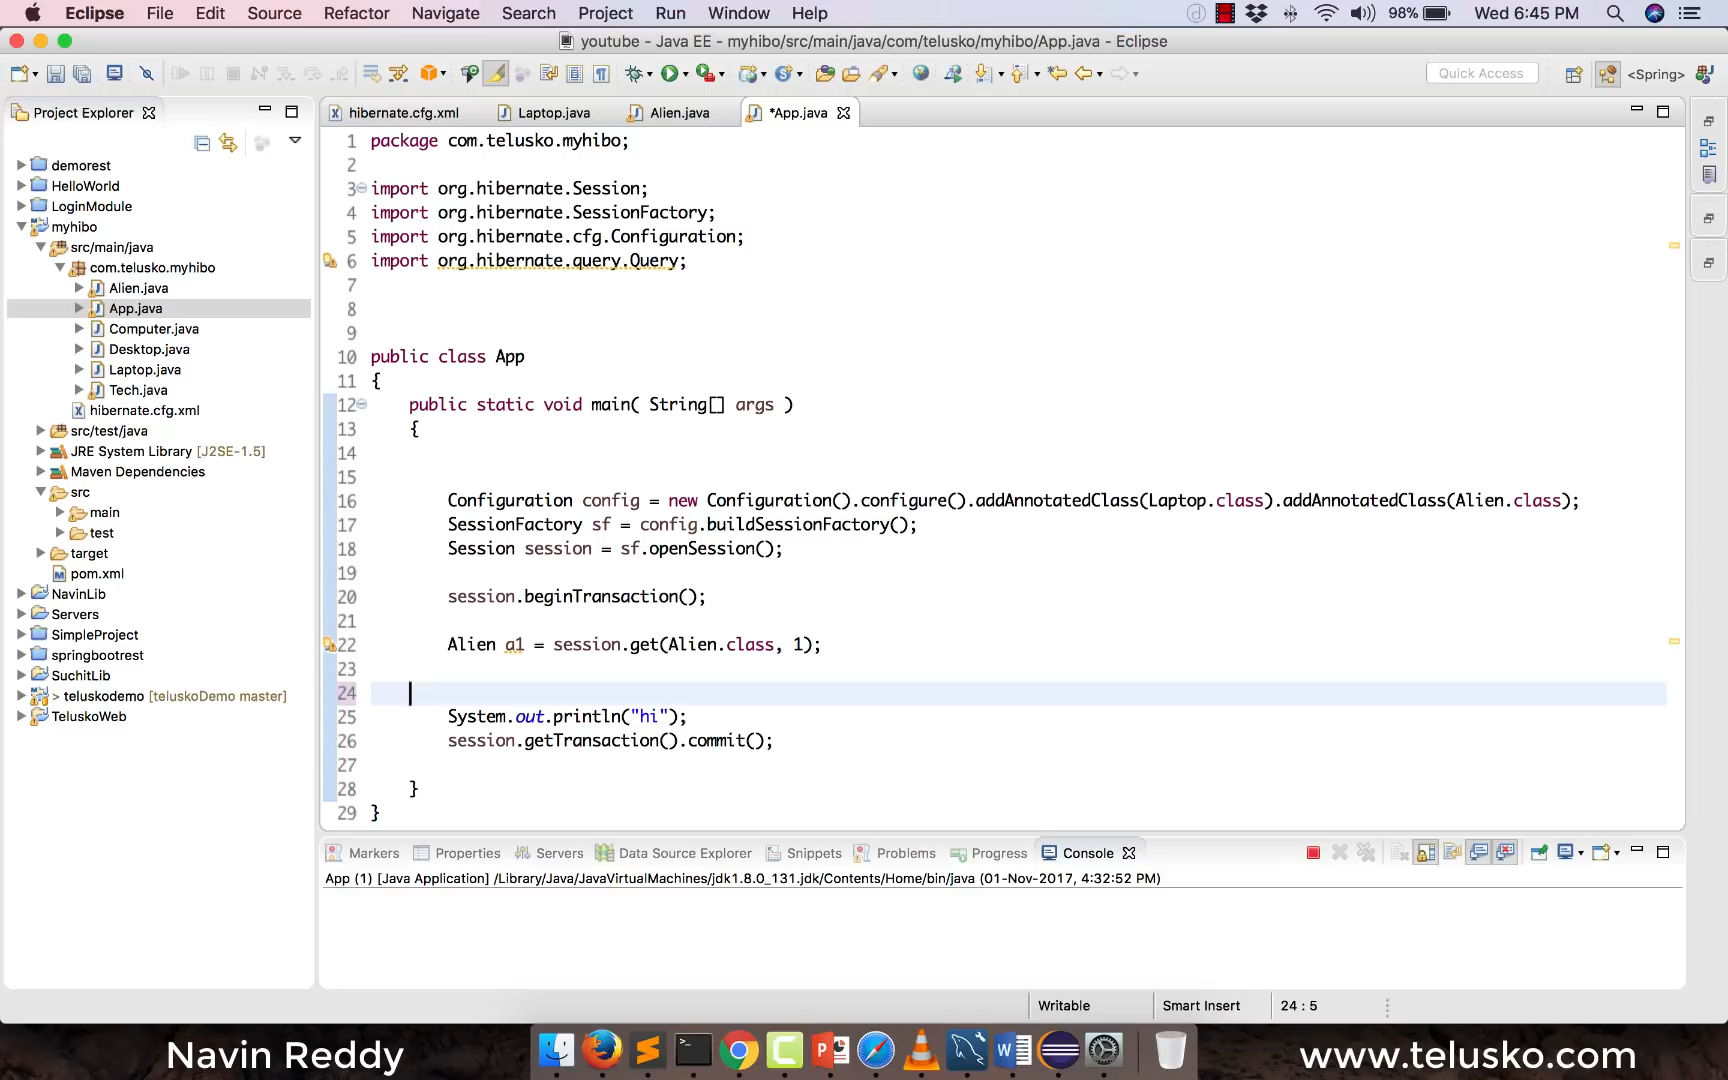 Eclipse File Edit Source Refactor Navigate Search Project Run Window Help 98% Wed 6:45 PM
youtube - Java EE - myhibo/src/main/java/com/telusko/myhibo/App.java - Eclipse
Quick Access <Spring>
Project Explorer
demorest
HelloWorld
LoginModule
myhibo
src/main/java
com.telusko.myhibo
Alien.java
App.java
Computer.java
Desktop.java
Laptop.java
Tech.java
hibernate.cfg.xml
src/test/java
JRE System Library [J2SE-1.5]
Maven Dependencies
src
main
test
target
pom.xml
NavinLib
Servers
SimpleProject
springbootrest
SuchitLib
> teluskodemo [teluskoDemo master]
TeluskoWeb
hibernate.cfg.xml Laptop.java Alien.java *App.java
1 package com.telusko.myhibo;
2
3 import org.hibernate.Session;
4 import org.hibernate.SessionFactory;
5 import org.hibernate.cfg.Configuration;
6 import org.hibernate.query.Query;
7
8
9
10 public class App
11 {
12 public static void main( String[] args )
13 {
14
15
16 Configuration config = new Configuration().configure().addAnnotatedClass(Laptop.class).addAnnotatedClass(Alien.class);
17 SessionFactory sf = config.buildSessionFactory();
18 Session session = sf.openSession();
19
20 session.beginTransaction();
21
22 Alien a1 = session.get(Alien.class, 1);
23
24
25 System.out.println("hi");
26 session.getTransaction().commit();
27
28 }
29 }
Markers Properties Servers Data Source Explorer Snippets Problems Progress Console
App (1) [Java Application] /Library/Java/JavaVirtualMachines/jdk1.8.0_131.jdk/Contents/Home/bin/java (01-Nov-2017, 4:32:52 PM)
Writable Smart Insert 24 : 5
Navin Reddy
www.telusko.com